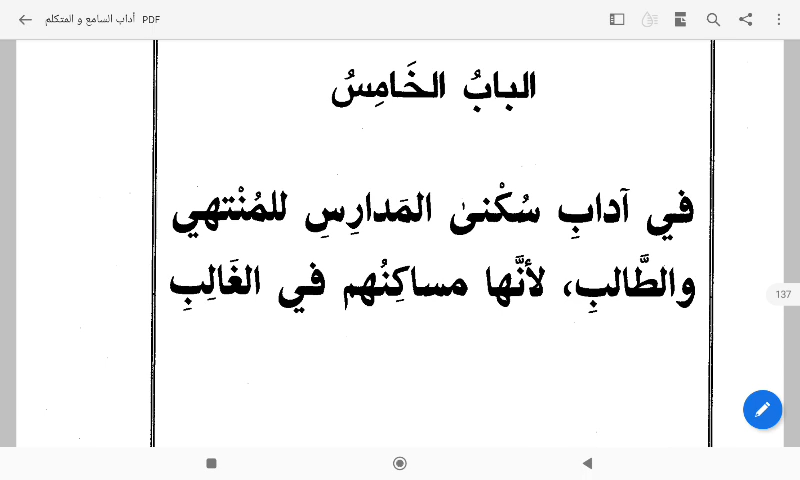 أداب السامع و المتكلم PDF
البابُ الخَامِسُ
في آدابِ سُكْنىٰ المَدارِسِ للمُنْتهي
والطَّالبِ، لأنَّها مساكِنُهم في الغَالِبِ
137